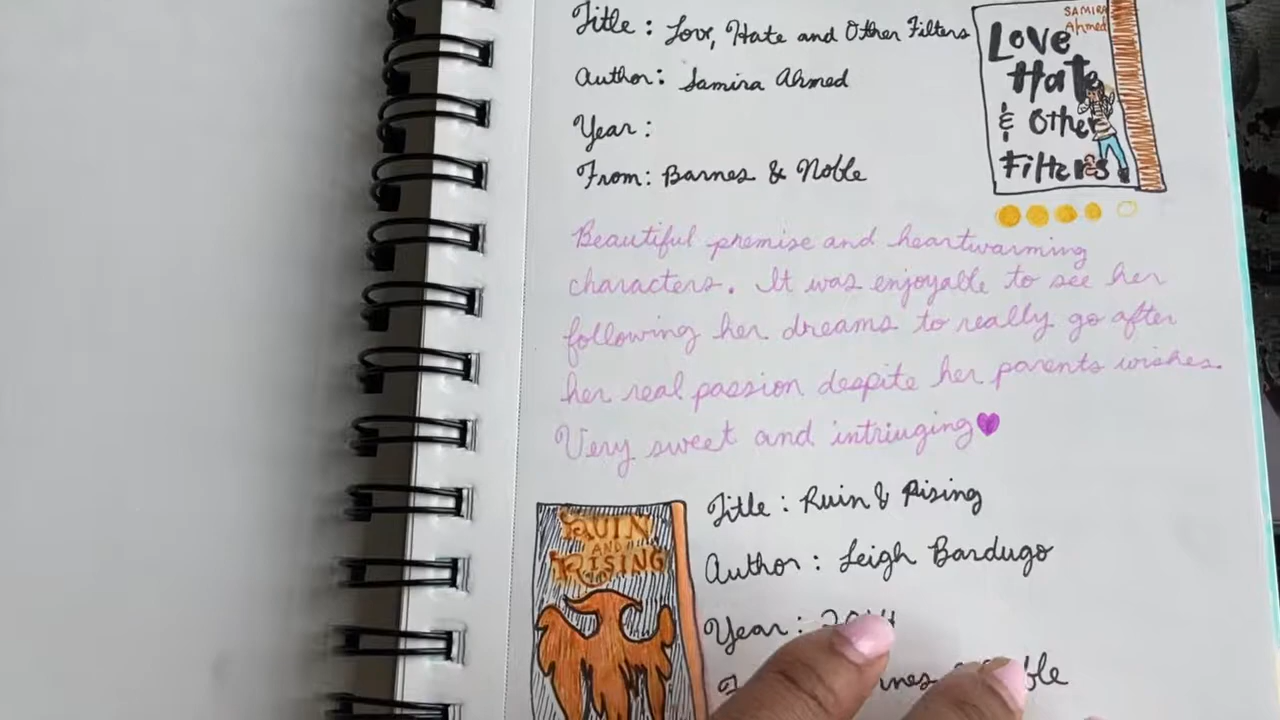 Title : Love, Hate and Other Filters
Author: Samira Ahmed
Year:
From: Barnes & Noble
SAMIRA
Ahmed
Love
Hate
& Other
Filters
Beautiful premise and heartwarming
characters. It was enjoyable to see her
following her dreams to really go after
her real passion despite her parents wishes.
Very sweet and intriuging
RUIN
AND
RISING
Title : Ruin & Rising
Author : Leigh Bardugo
Year : 2014